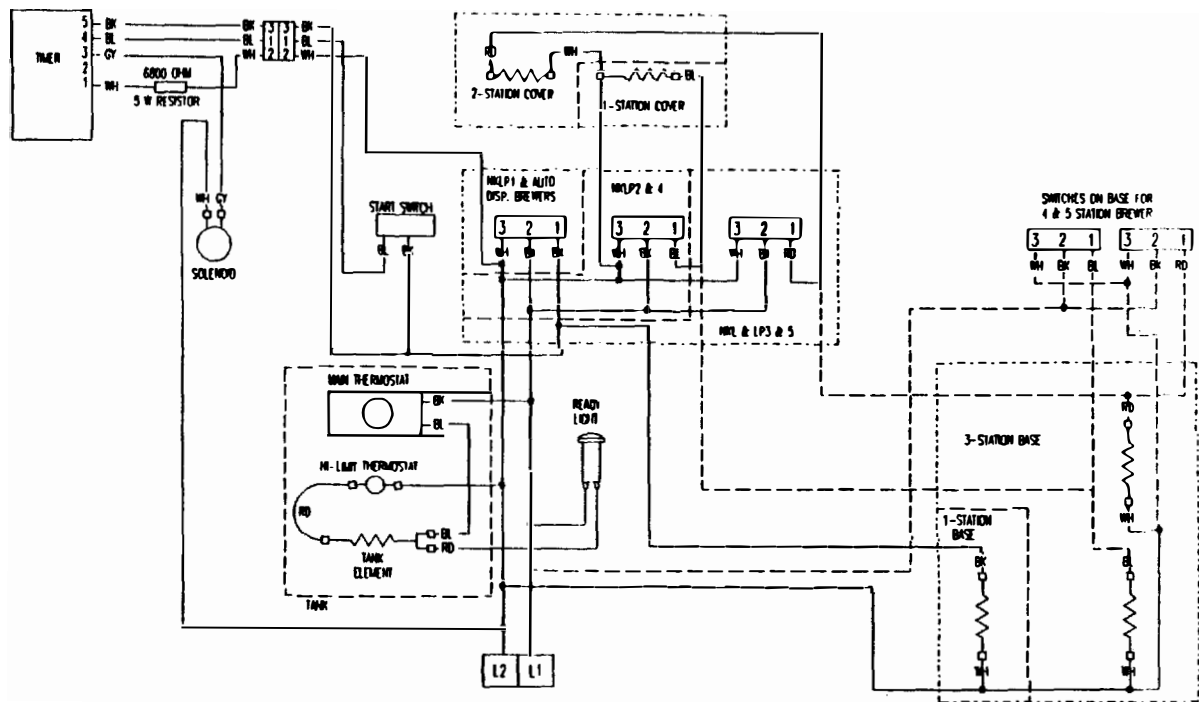 5 BK
4 BL
3 GY
2
1 WH
TIMER
6800 OHM
5 W RESISTOR
BK 3 3 BK
BL 1 1 BL
WH 2 2 WH
WH GY
SOLENOID
RD
WH
BL
2-STATION COVER
1-STATION COVER
START SWITCH
BL BK
& AUTO
DISP. BREWERS
3 2 1
WH BK
& 4
3 2 1
WH BK BL
3 2 1
WH RD
& LP3 & 5
SWITCHES ON BASE FOR
4 & 5 STATION BREWER
3 2 1
WH BK BL
3 2 1
WH BK RD
MAIN THERMOSTAT
BK
BL
HI-LIMIT THERMOSTAT
RD
BL
RD
TANK
ELEMENT
TANK
READY
LIGHT
3-STATION BASE
RD
WH
1-STATION
BASE
BK
WH
BL
WH
L2 L1